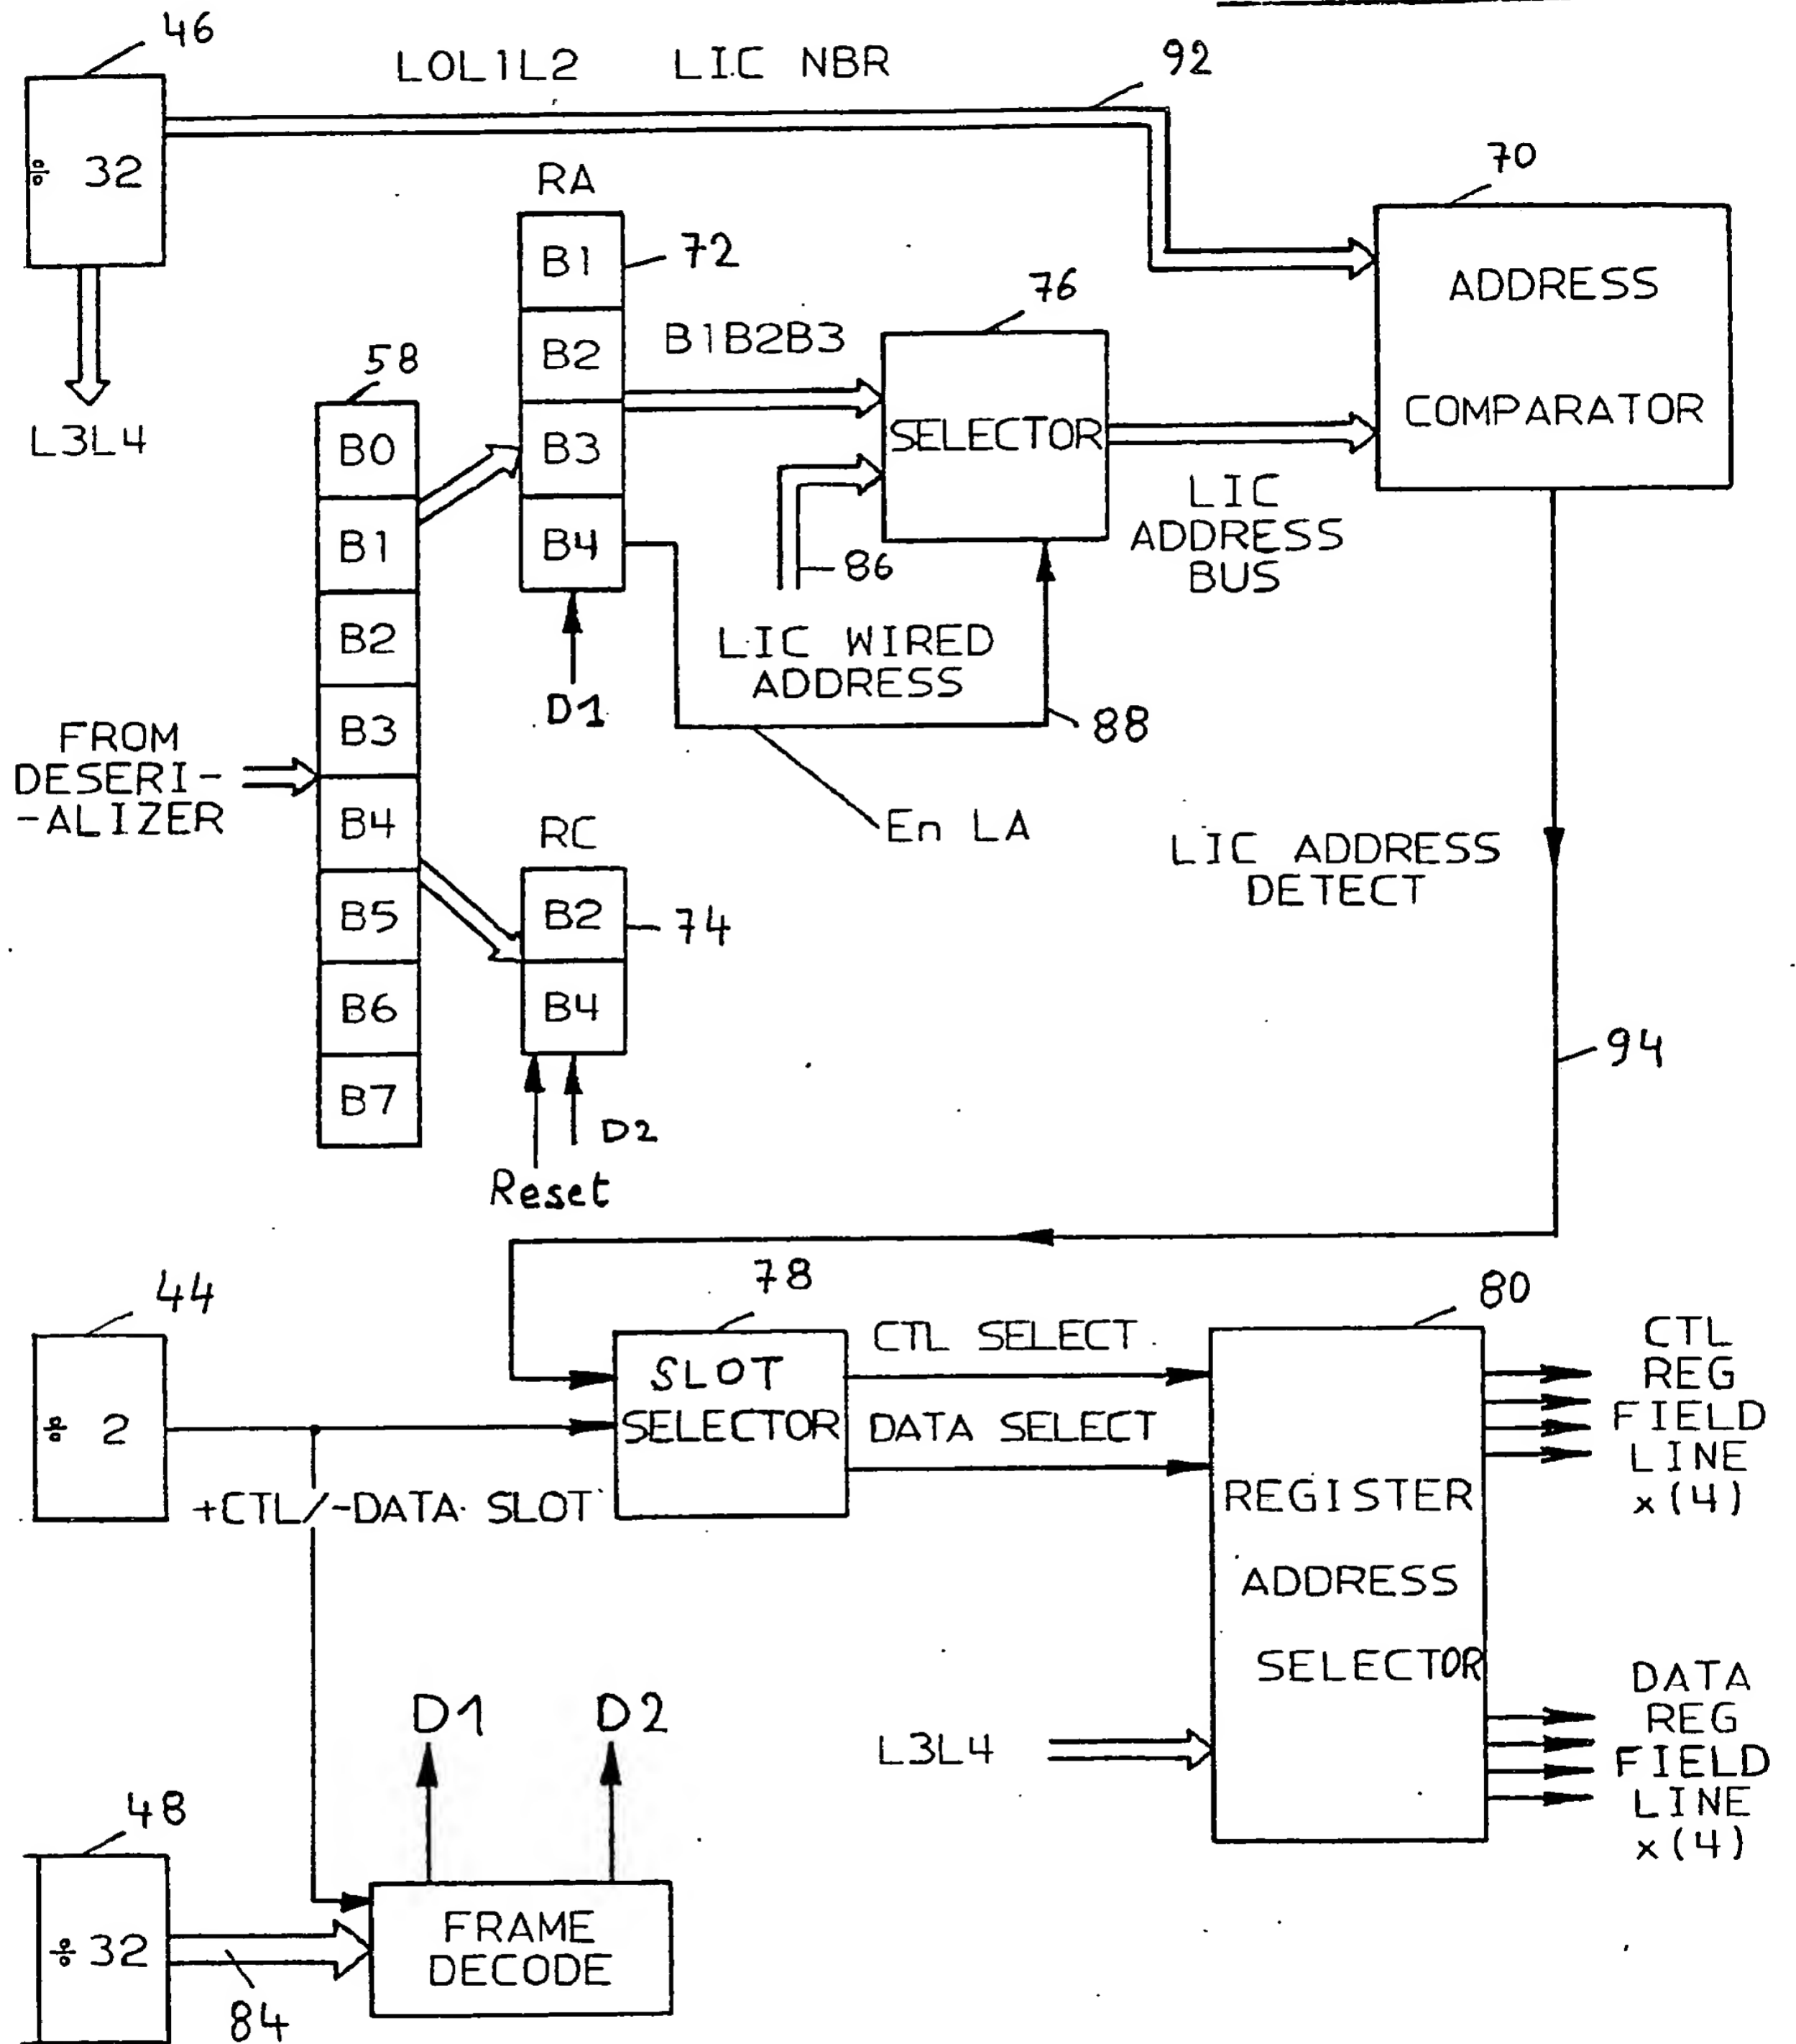 46
L0L1L2 LIC NBR
92
÷ 32
L3L4
RA
B1
B2
B3
B4
72
D1
B1B2B3
76
SELECTOR
86
LIC WIRED
ADDRESS
88
En LA
LIC
ADDRESS
BUS
70
ADDRESS
COMPARATOR
58
B0
B1
B2
B3
B4
B5
B6
B7
FROM
DESERI-
-ALIZER
RC
B2
B4
74
D2
Reset
LIC ADDRESS
DETECT
94
44
÷ 2
+CTL/-DATA SLOT
78
SLOT
SELECTOR
CTL SELECT
DATA SELECT
80
REGISTER
ADDRESS
SELECTOR
L3L4
CTL
REG
FIELD
LINE
x(4)
DATA
REG
FIELD
LINE
x(4)
D1
D2
48
÷ 32
84
FRAME
DECODE